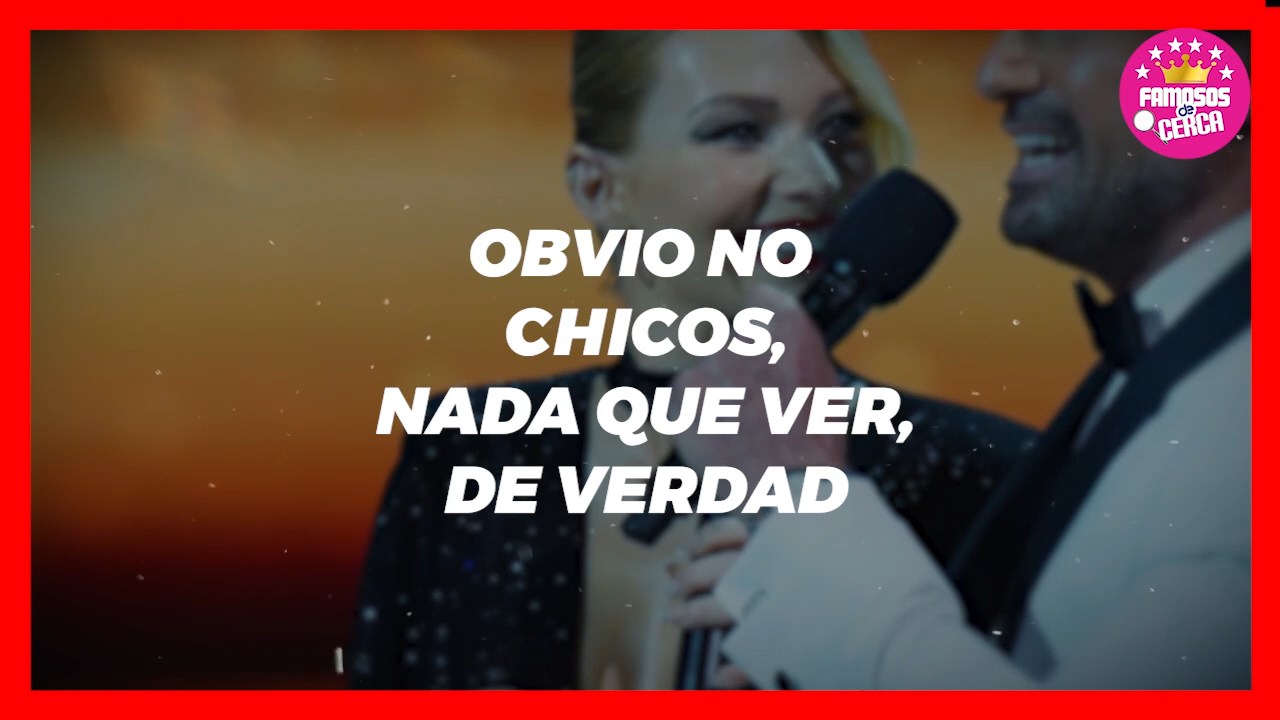 FAMOSOS
de
CERCA
OBVIO NO
CHICOS,
NADA QUE VER,
DE VERDAD